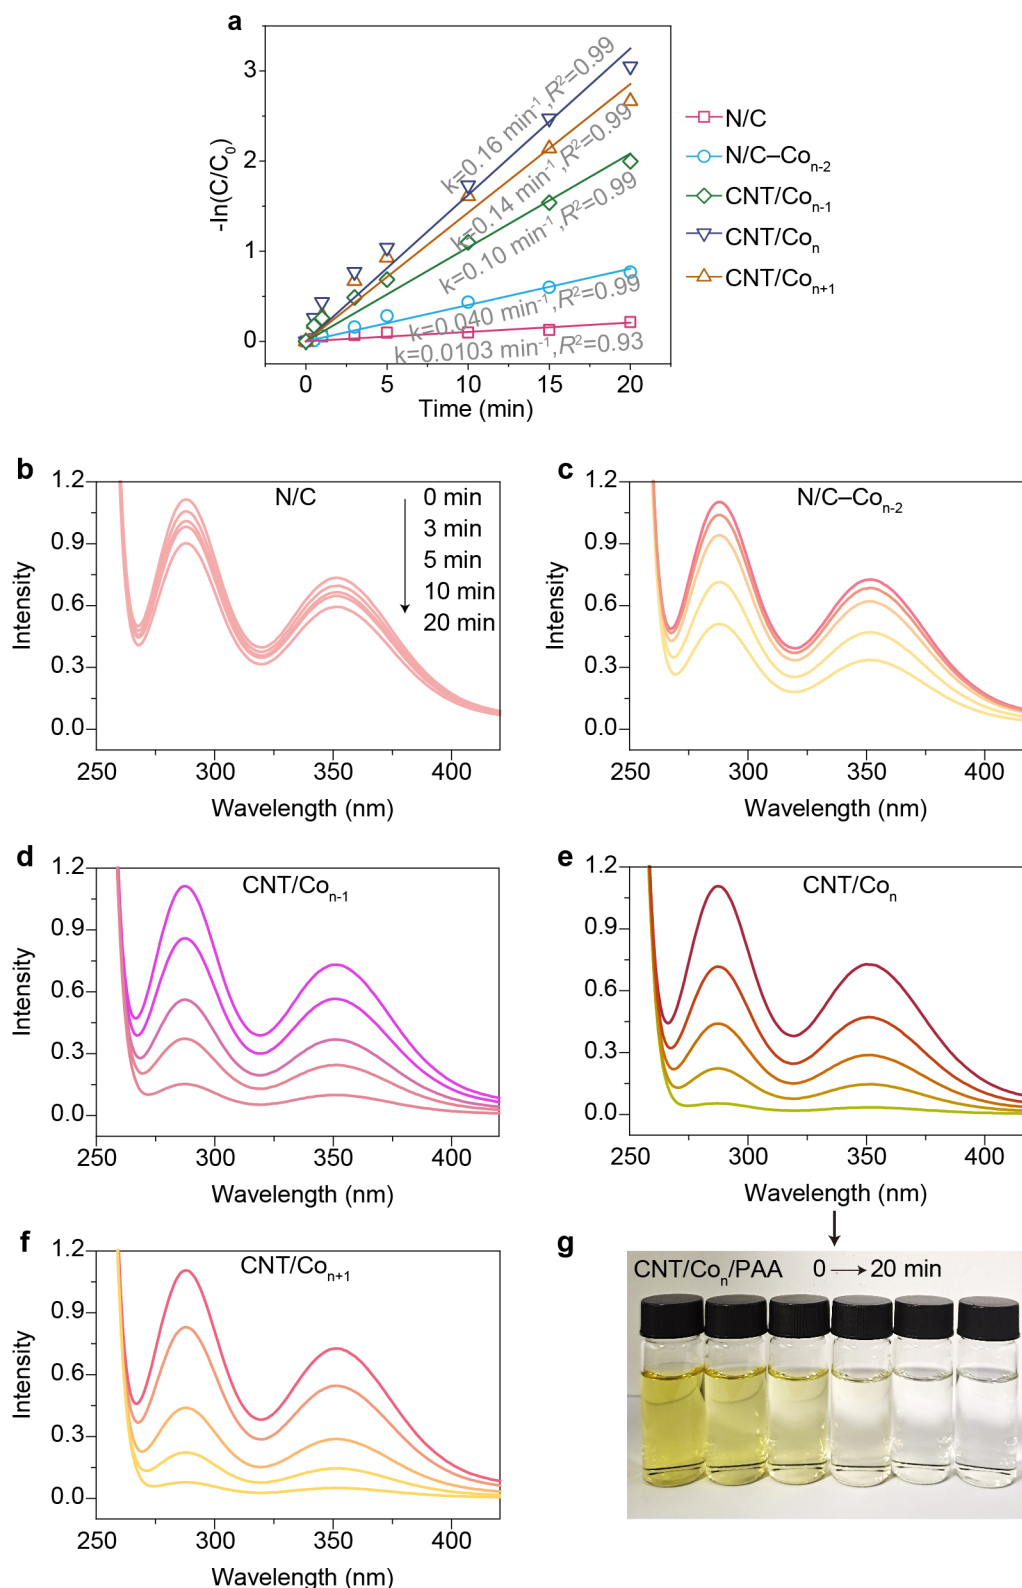 a
-ln(C/C₀)
3
2
1
0
k=0.16 min⁻¹,R²=0.99
k=0.14 min⁻¹,R²=0.99
k=0.10 min⁻¹,R²=0.99
k=0.040 min⁻¹,R²=0.99
k=0.0103 min⁻¹,R²=0.93
0 5 10 15 20
Time (min)
N/C
N/C–Coₙ₋₂
CNT/Coₙ₋₁
CNT/Coₙ
CNT/Coₙ₊₁
b
Intensity
1.2
0.9
0.6
0.3
0.0
N/C
0 min
3 min
5 min
10 min
20 min
250 300 350 400
Wavelength (nm)
c
Intensity
1.2
0.9
0.6
0.3
0.0
N/C–Coₙ₋₂
250 300 350 400
Wavelength (nm)
d
Intensity
1.2
0.9
0.6
0.3
0.0
CNT/Coₙ₋₁
250 300 350 400
Wavelength (nm)
e
Intensity
1.2
0.9
0.6
0.3
0.0
CNT/Coₙ
250 300 350 400
Wavelength (nm)
f
Intensity
1.2
0.9
0.6
0.3
0.0
CNT/Coₙ₊₁
250 300 350 400
Wavelength (nm)
g
CNT/Coₙ/PAA 0 → 20 min